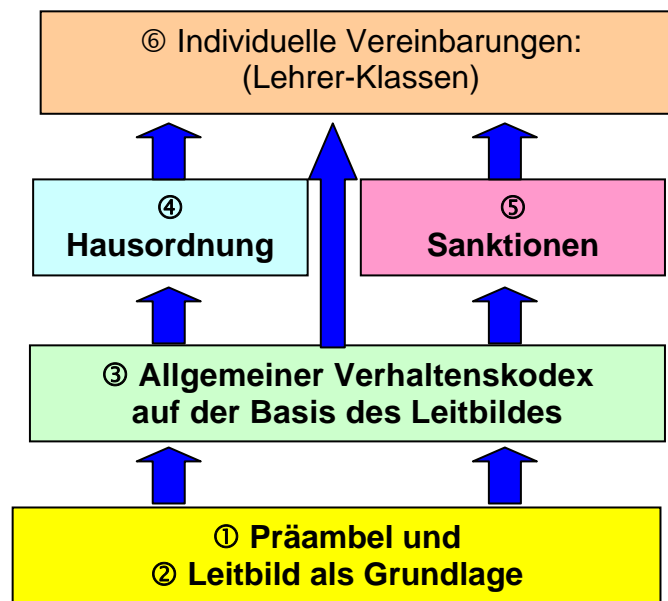 ⑥ Individuelle Vereinbarungen:
(Lehrer-Klassen)
④
Hausordnung
⑤
Sanktionen
③ Allgemeiner Verhaltenskodex
auf der Basis des Leitbildes
① Präambel und
② Leitbild als Grundlage